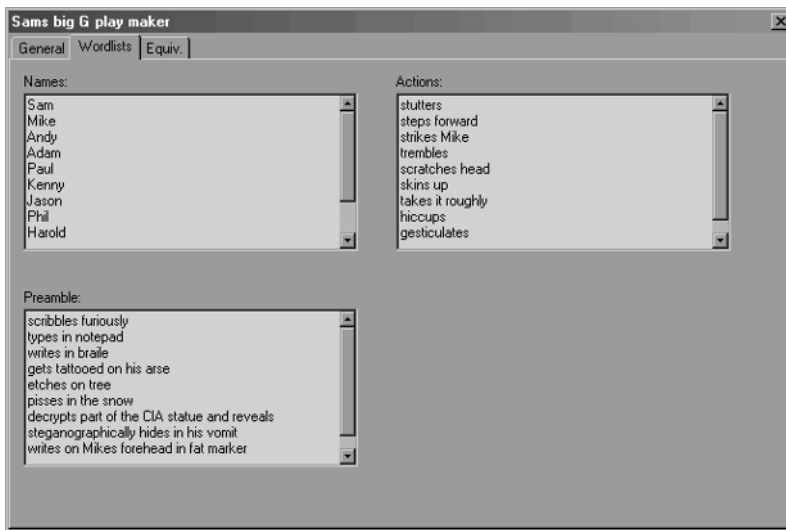 Sams big G play maker
General Wordlists Equiv.
Names:
Sam
Mike
Andy
Adam
Paul
Kenny
Jason
Phil
Harold
Actions:
stutters
steps forward
strikes Mike
trembles
scratches head
skins up
takes it roughly
hiccups
gesticulates
Preamble:
scribbles furiously
types in notepad
writes in braile
gets tattooed on his arse
etches on tree
pisses in the snow
decrypts part of the CIA statue and reveals
steganographically hides in his vomit
writes on Mikes forehead in fat marker